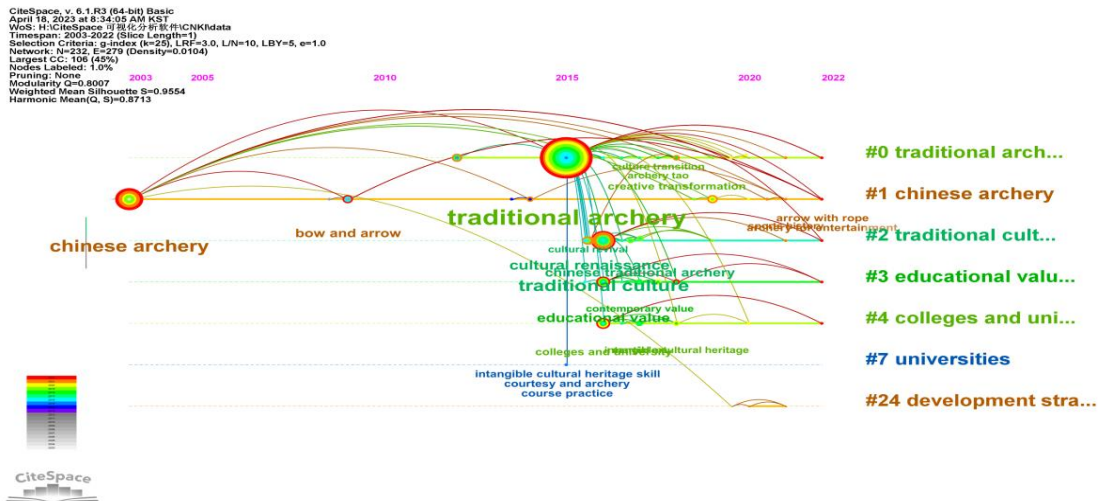 CiteSpace, v. 6.1.R3 (64-bit) Basic
April 18, 2023 at 8:34:05 AM KST
WoS: H:\CiteSpace 可视化分析软件\CNKI\data
Timespan: 2003-2022 (Slice Length=1)
Selection Criteria: g-index (k=25), LRF=3.0, L/N=10, LBY=5, e=1.0
Network: N=232, E=279 (Density=0.0104)
Largest CC: 106 (45%)
Nodes Labeled: 1.0%
Pruning: None
Modularity Q=0.8007
Weighted Mean Silhouette S=0.9554
Harmonic Mean(Q, S)=0.8713
2003 2005 2010 2015 2020 2022
#0 traditional arch...
culture transition
archery tao
creative transformation
#1 chinese archery
traditional archery
arrow with rope
archery for entertainment
bow and arrow
#2 traditional cult...
chinese archery
cultural revival
cultural renaissance
chinese traditional archery
#3 educational valu...
traditional culture
contemporary value
educational value
#4 colleges and uni...
colleges and university
cultural heritage
#7 universities
intangible cultural heritage skill
courtesy and archery
course practice
#24 development stra...
CiteSpace